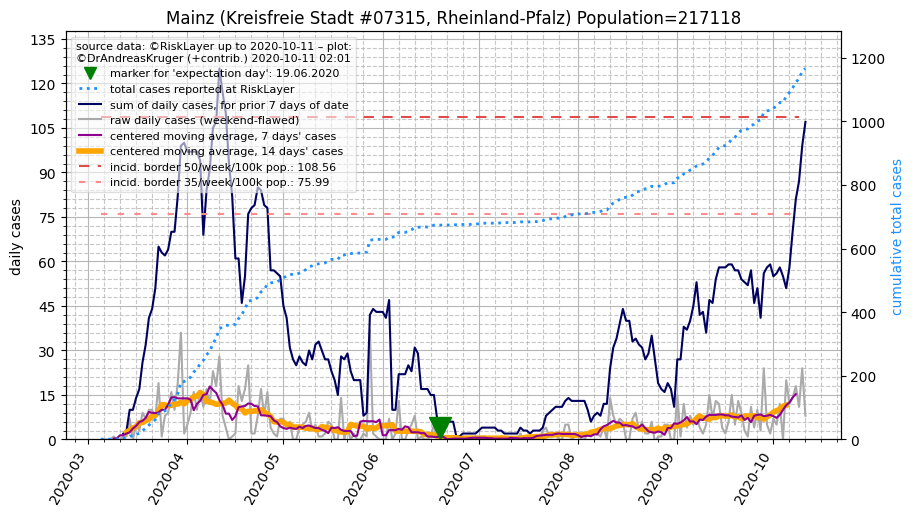 Mainz (Kreisfreie Stadt #07315, Rheinland-Pfalz) Population=217118
source data: ©RiskLayer up to 2020-10-11 – plot:
©DrAndreasKruger (+contrib.) 2020-10-11 02:01
marker for 'expectation day': 19.06.2020
total cases reported at RiskLayer
sum of daily cases, for prior 7 days of date
raw daily cases (weekend-flawed)
centered moving average, 7 days' cases
centered moving average, 14 days' cases
incid. border 50/week/100k pop.: 108.56
incid. border 35/week/100k pop.: 75.99
daily cases
135
120
105
90
75
60
45
30
15
0
cumulative total cases
1200
1000
800
600
400
200
0
2020-03
2020-04
2020-05
2020-06
2020-07
2020-08
2020-09
2020-10